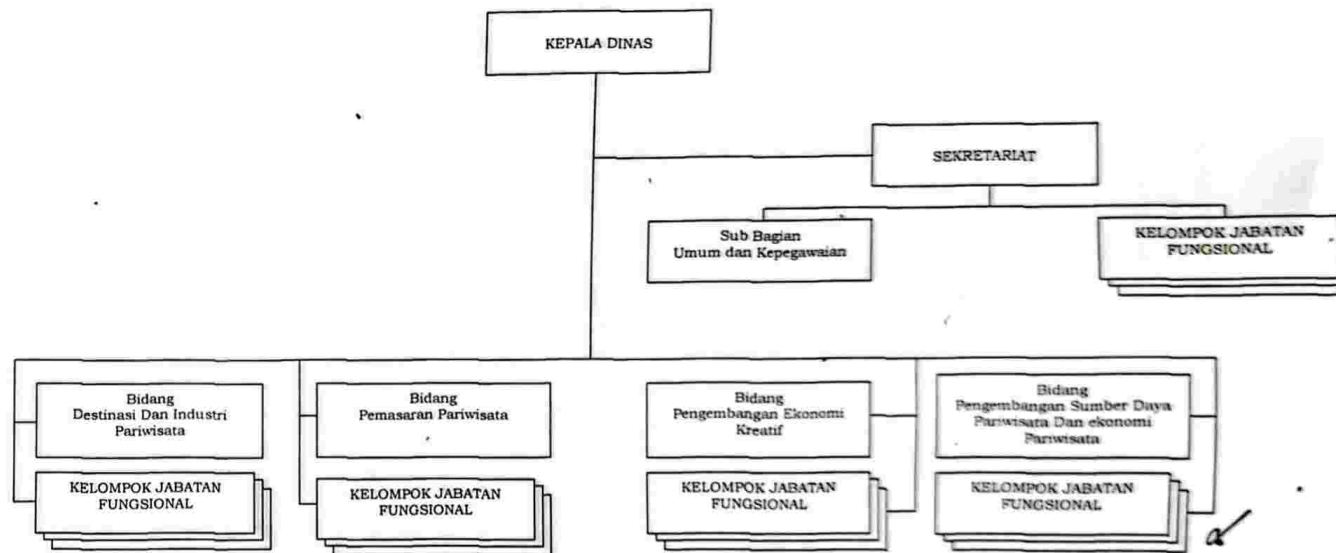 KEPALA DINAS
SEKRETARIAT
Sub Bagian
Umum dan Kepegawaian
KELOMPOK JABATAN
FUNGSIONAL
Bidang
Destinasi Dan Industri
Pariwisata
Bidang
Pemasaran Pariwisata
Bidang
Pengembangan Ekonomi
Kreatif
Bidang
Pengembangan Sumber Daya
Pariwisata Dan ekonomi
Pariwisata
KELOMPOK JABATAN
FUNGSIONAL
KELOMPOK JABATAN
FUNGSIONAL
KELOMPOK JABATAN
FUNGSIONAL
KELOMPOK JABATAN
FUNGSIONAL